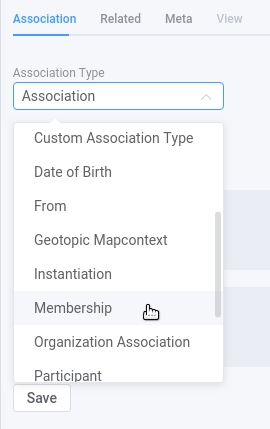 Association Related Meta View
Association Type
Association
Custom Association Type
Date of Birth
From
Geotopic Mapcontext
Instantiation
Membership
Organization Association
Participant
Save